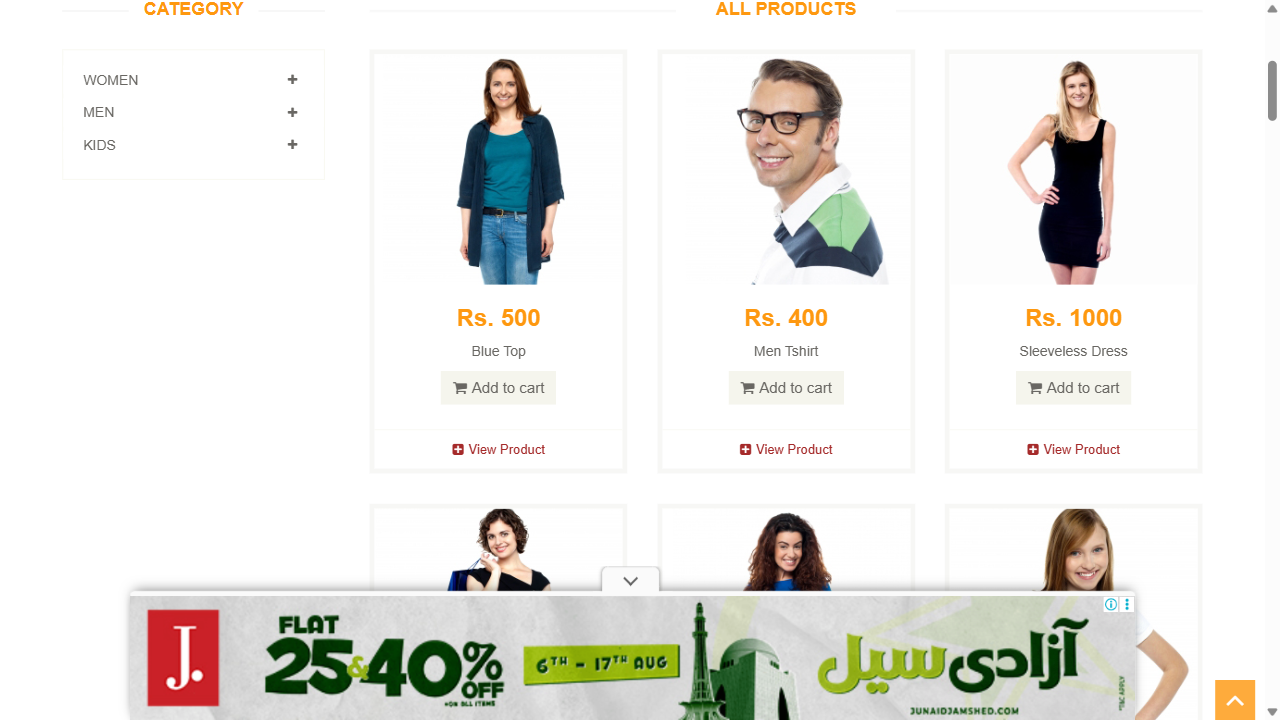 CATEGORY
ALL PRODUCTS
WOMEN
MEN
KIDS
Rs. 500
Blue Top
Add to cart
View Product
Rs. 400
Men Tshirt
Add to cart
View Product
Rs. 1000
Sleeveless Dress
Add to cart
View Product
J.
FLAT
25&40%
OFF
*ON ALL ITEMS
6TH – 17TH AUG
آزادی سیل
JUNAIDJAMSHED.COM
*T&C APPLY